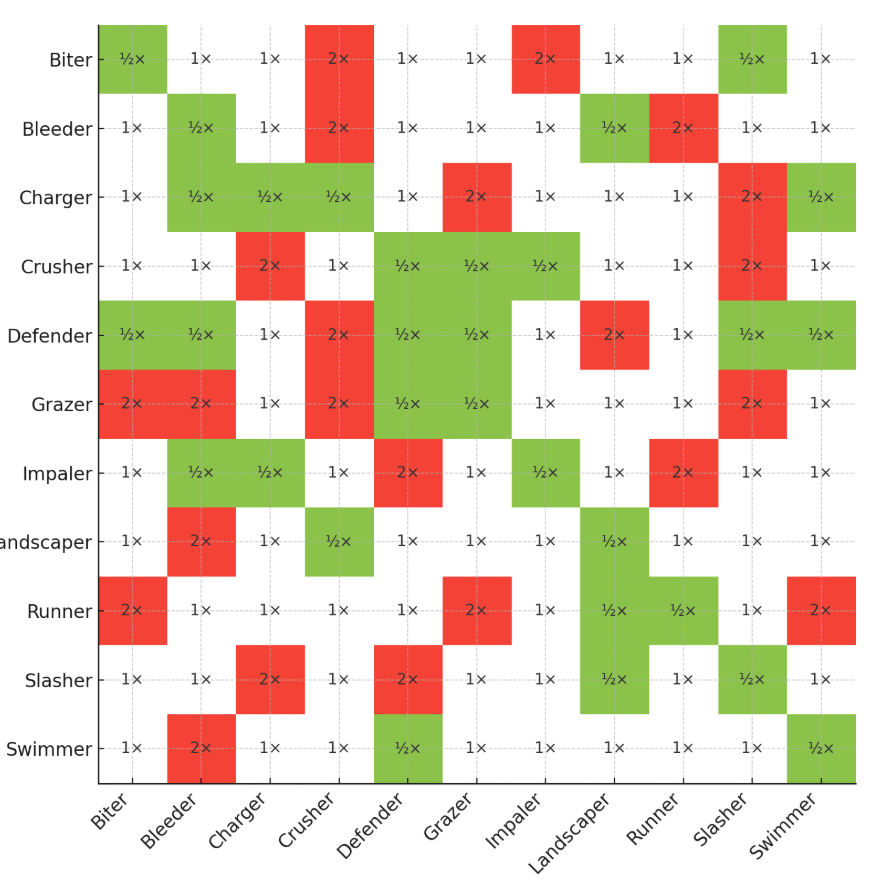 Biter ½× 1× 1× 2× 1× 1× 2× 1× 1× ½× 1×
Bleeder 1× ½× 1× 2× 1× 1× 1× ½× 2× 1× 1×
Charger 1× ½× ½× ½× 1× 2× 1× 1× 1× 2× ½×
Crusher 1× 1× 2× 1× ½× ½× ½× 1× 1× 2× 1×
Defender ½× ½× 1× 2× ½× ½× 1× 2× 1× ½× ½×
Grazer 2× 2× 1× 2× ½× ½× 1× 1× 1× 2× 1×
Impaler 1× ½× ½× 1× 2× 1× ½× 1× 2× 1× 1×
andscaper 1× 2× 1× ½× 1× 1× 1× ½× 1× 1× 1×
Runner 2× 1× 1× 1× 1× 2× 1× ½× ½× 1× 2×
Slasher 1× 1× 2× 1× 2× 1× 1× ½× 1× ½× 1×
Swimmer 1× 2× 1× 1× ½× 1× 1× 1× 1× 1× ½×
Biter Bleeder Charger Crusher Defender Grazer Impaler Landscaper Runner Slasher Swimmer